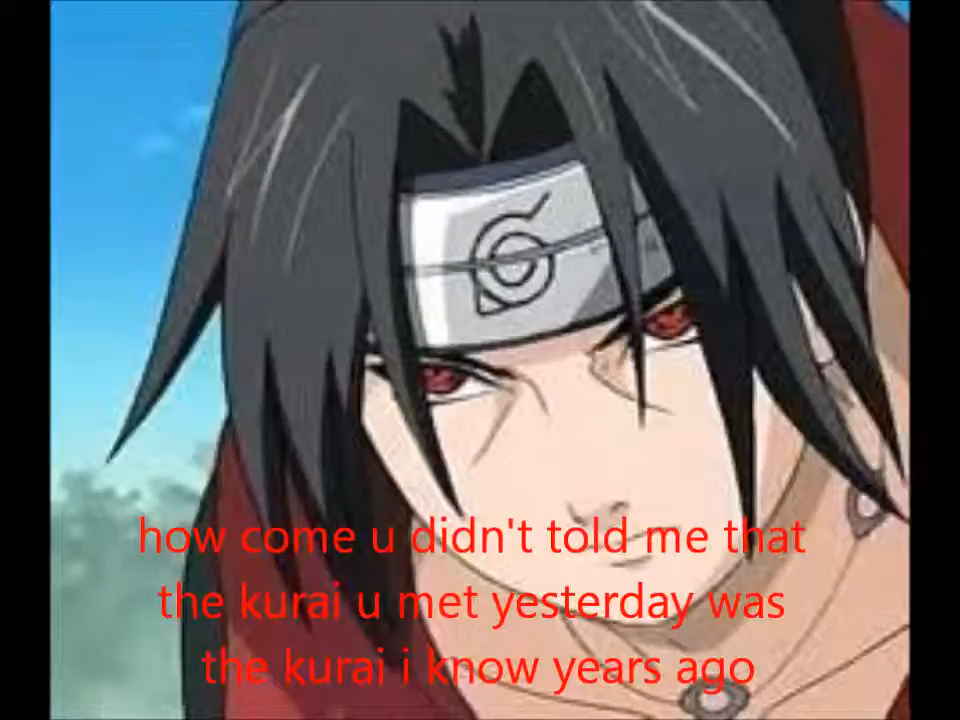 how come u didn't told me that
the kurai u met yesterday was
the kurai i know years ago